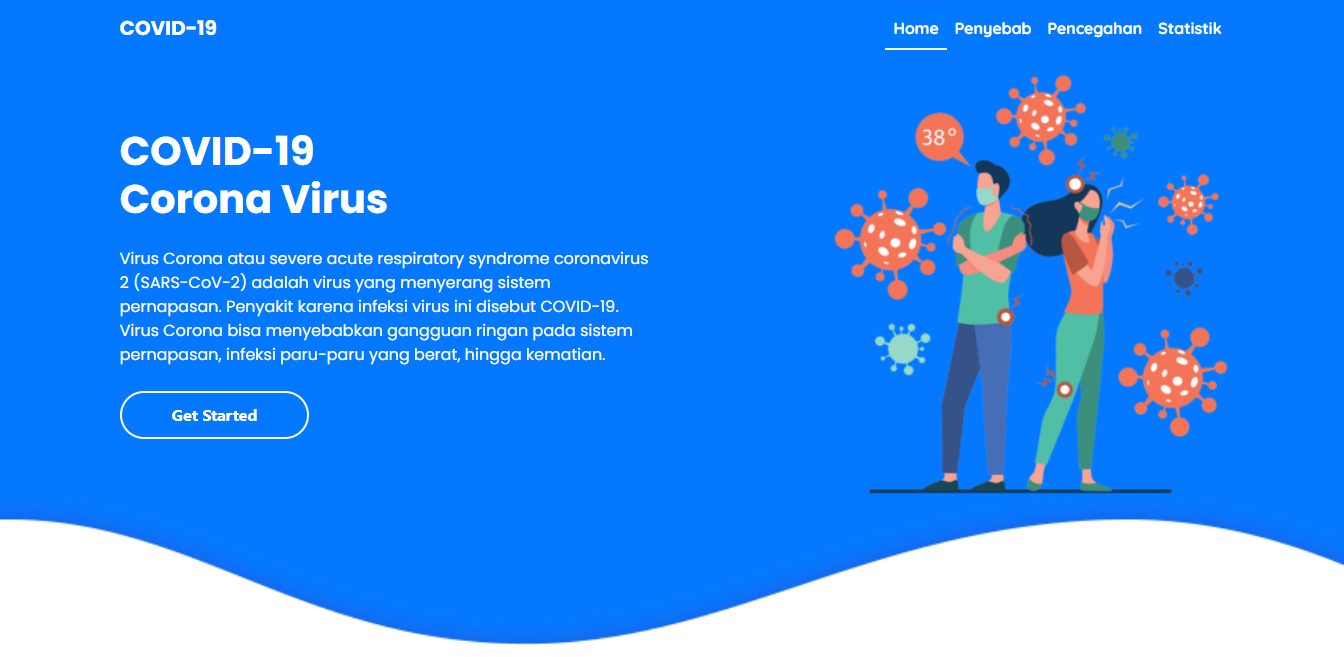 COVID-19
Home Penyebab Pencegahan Statistik
38°
COVID-19
Corona Virus
Virus Corona atau severe acute respiratory syndrome coronavirus
2 (SARS-CoV-2) adalah virus yang menyerang sistem
pernapasan. Penyakit karena infeksi virus ini disebut COVID-19.
Virus Corona bisa menyebabkan gangguan ringan pada sistem
pernapasan, infeksi paru-paru yang berat, hingga kematian.
Get Started